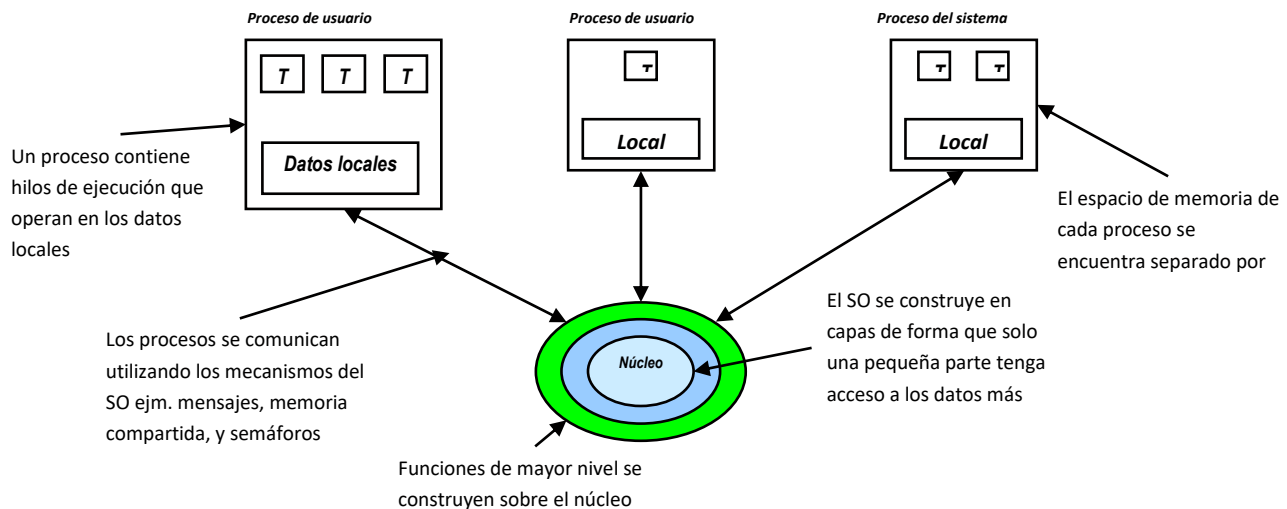 Proceso de usuario
Proceso de usuario
Proceso del sistema
T T T
T
T T
Datos locales
Local
Local
Un proceso contiene
hilos de ejecución que
operan en los datos
locales
El espacio de memoria de
cada proceso se
encuentra separado por
Los procesos se comunican
utilizando los mecanismos del
SO ejm. mensajes, memoria
compartida, y semáforos
Núcleo
El SO se construye en
capas de forma que solo
una pequeña parte tenga
acceso a los datos más
Funciones de mayor nivel se
construyen sobre el núcleo